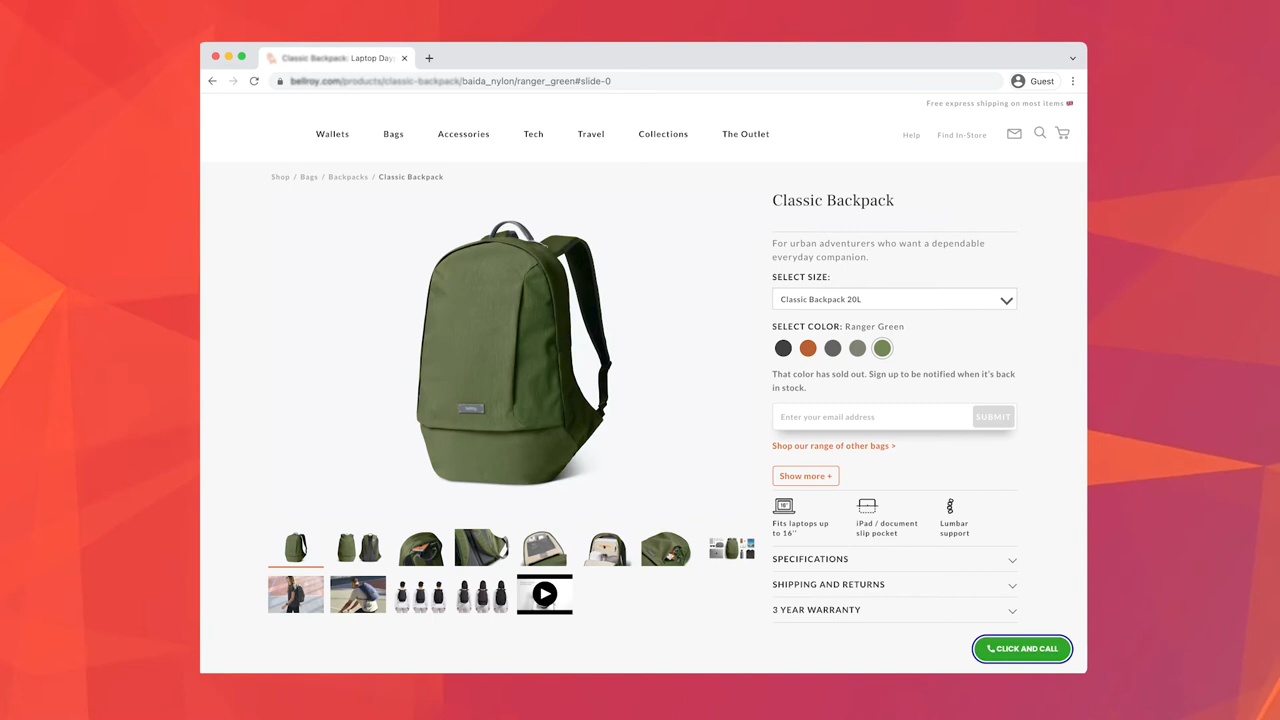 Classic Backpack: Laptop Day
Guest
bellroy.com/products/classic-backpack/baida_nylon/ranger_green#slide-0
Free express shipping on most items
Wallets Bags Accessories Tech Travel Collections The Outlet
Help Find In-Store
Shop / Bags / Backpacks / Classic Backpack
Classic Backpack
For urban adventurers who want a dependable
everyday companion.
SELECT SIZE:
Classic Backpack 20L
SELECT COLOR: Ranger Green
That color has sold out. Sign up to be notified when it's back
in stock.
Enter your email address SUBMIT
Shop our range of other bags >
Show more +
16"
Fits laptops up
to 16''
iPad / document
slip pocket
Lumbar
support
SPECIFICATIONS
SHIPPING AND RETURNS
3 YEAR WARRANTY
CLICK AND CALL